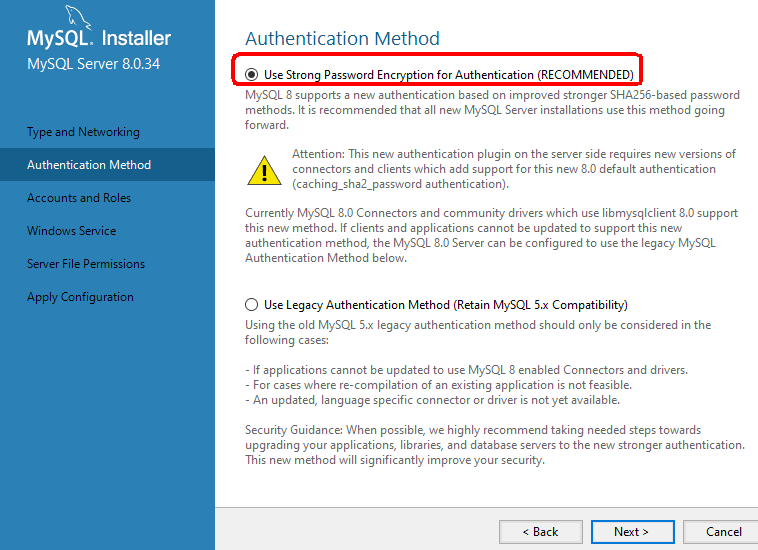 MySQL. Installer
MySQL Server 8.0.34
Type and Networking
Authentication Method
Accounts and Roles
Windows Service
Server File Permissions
Apply Configuration
Authentication Method
Use Strong Password Encryption for Authentication (RECOMMENDED)
MySQL 8 supports a new authentication based on improved stronger SHA256-based password
methods. It is recommended that all new MySQL Server installations use this method going
forward.
Attention: This new authentication plugin on the server side requires new versions of
connectors and clients which add support for this new 8.0 default authentication
(caching_sha2_password authentication).
Currently MySQL 8.0 Connectors and community drivers which use libmysqlclient 8.0 support
this new method. If clients and applications cannot be updated to support this new
authentication method, the MySQL 8.0 Server can be configured to use the legacy MySQL
Authentication Method below.
Use Legacy Authentication Method (Retain MySQL 5.x Compatibility)
Using the old MySQL 5.x legacy authentication method should only be considered in the
following cases:
- If applications cannot be updated to use MySQL 8 enabled Connectors and drivers.
- For cases where re-compilation of an existing application is not feasible.
- An updated, language specific connector or driver is not yet available.
Security Guidance: When possible, we highly recommend taking needed steps towards
upgrading your applications, libraries, and database servers to the new stronger authentication.
This new method will significantly improve your security.
< Back
Next >
Cancel